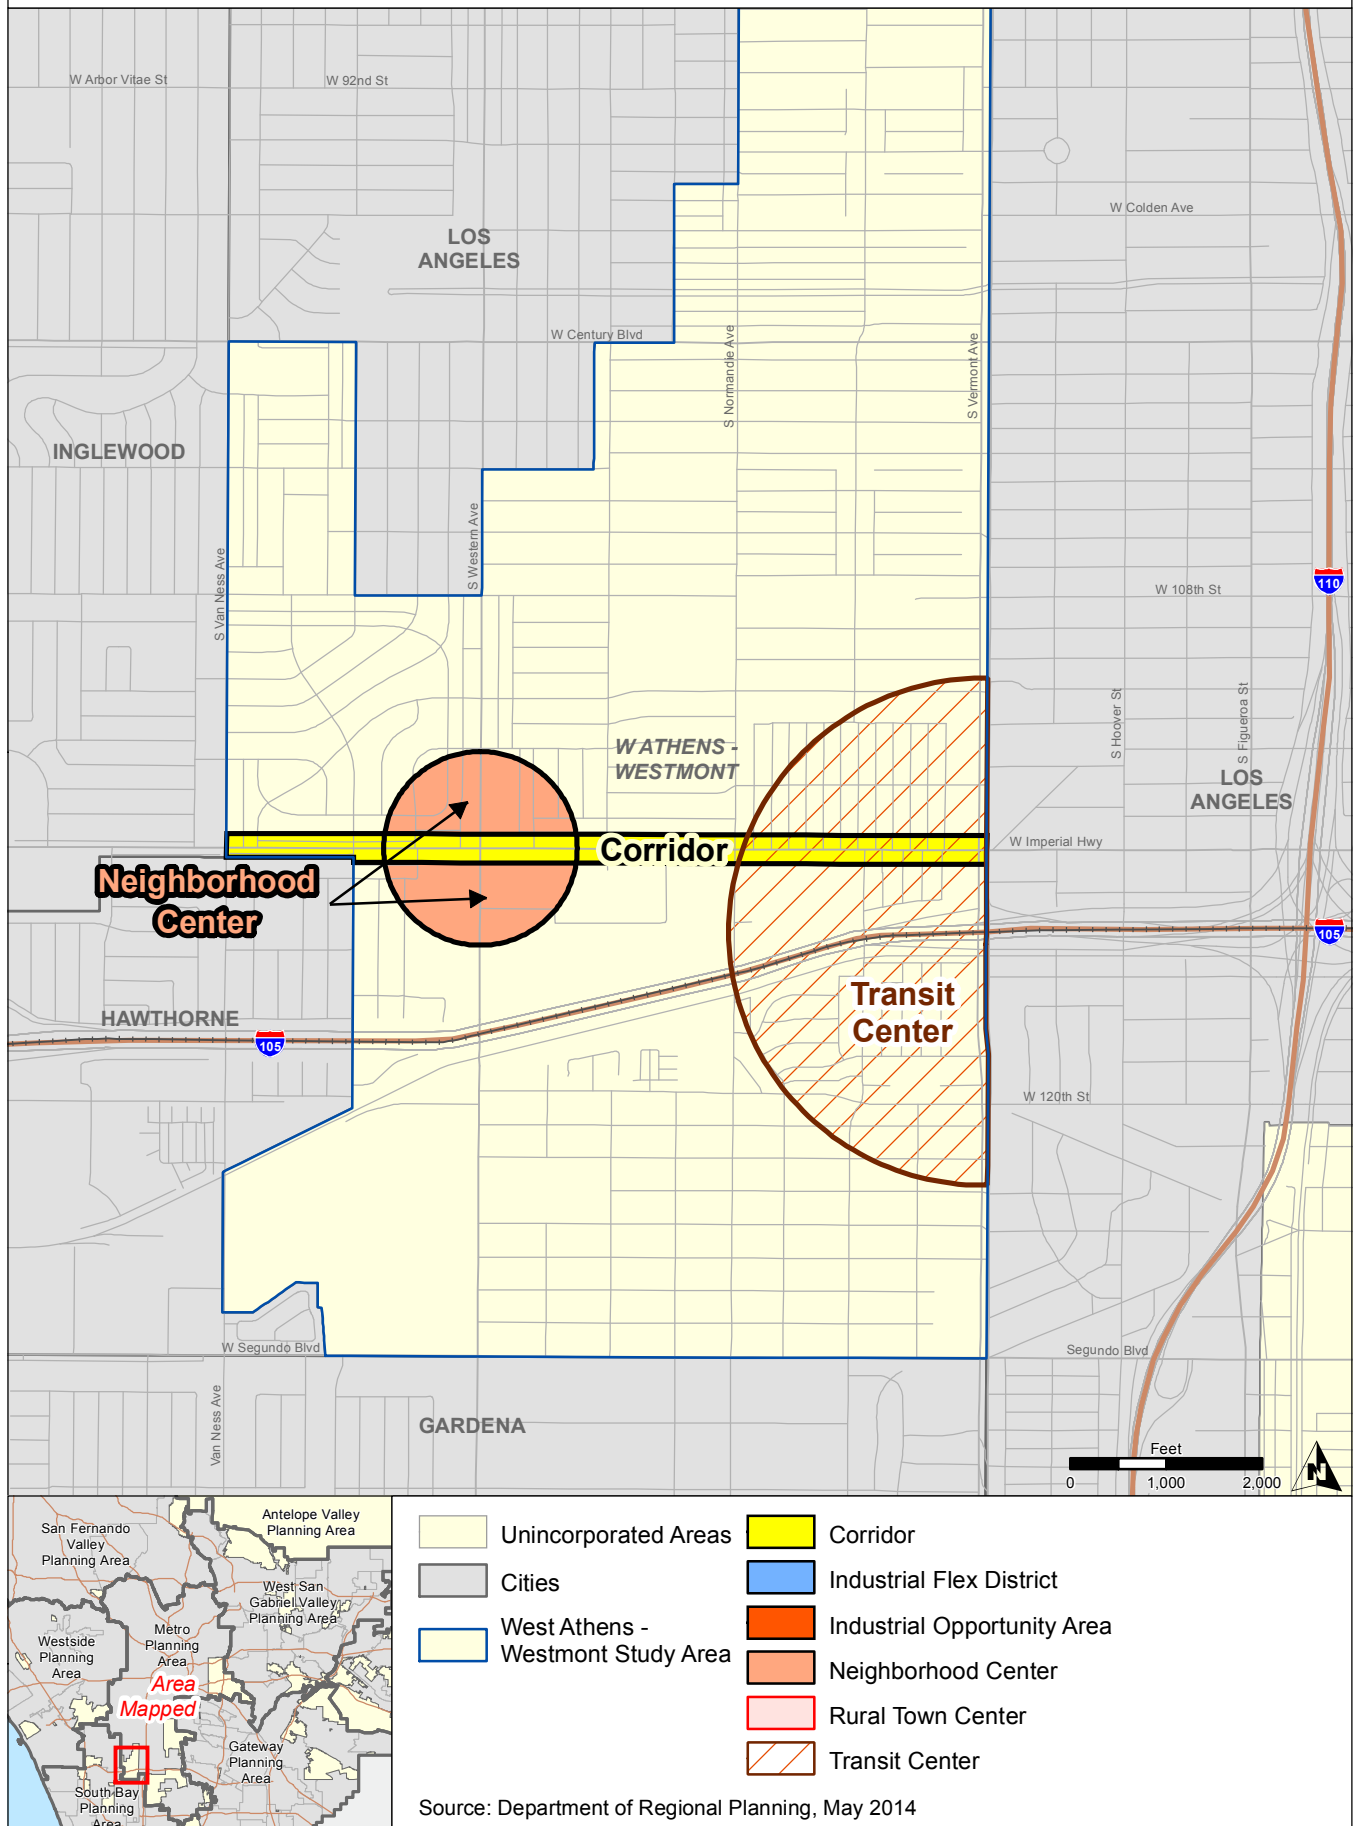 W Arbor Vitae St
W 92nd St
W Colden Ave
LOS
ANGELES
W Century Blvd
S Normandie Ave
S Vermont Ave
INGLEWOOD
S Western Ave
S Van Ness Ave
110
W 108th St
S Hoover St
S Figueroa St
W ATHENS -
WESTMONT
LOS
ANGELES
W Imperial Hwy
Corridor
Neighborhood
Center
105
Transit
Center
HAWTHORNE
105
W 120th St
W Segundo Blvd
Segundo Blvd
Van Ness Ave
GARDENA
Feet
0
1,000
2,000
N
San Fernando
Valley
Planning Area
Antelope Valley
Planning Area
West San
Gabriel Valley
Planning Area
Westside
Planning
Area
Metro
Planning
Area
Area
Mapped
Gateway
Planning
Area
South Bay
Planning
Area
Unincorporated Areas
Cities
West Athens -
Westmont Study Area
Corridor
Industrial Flex District
Industrial Opportunity Area
Neighborhood Center
Rural Town Center
Transit Center
Source: Department of Regional Planning, May 2014